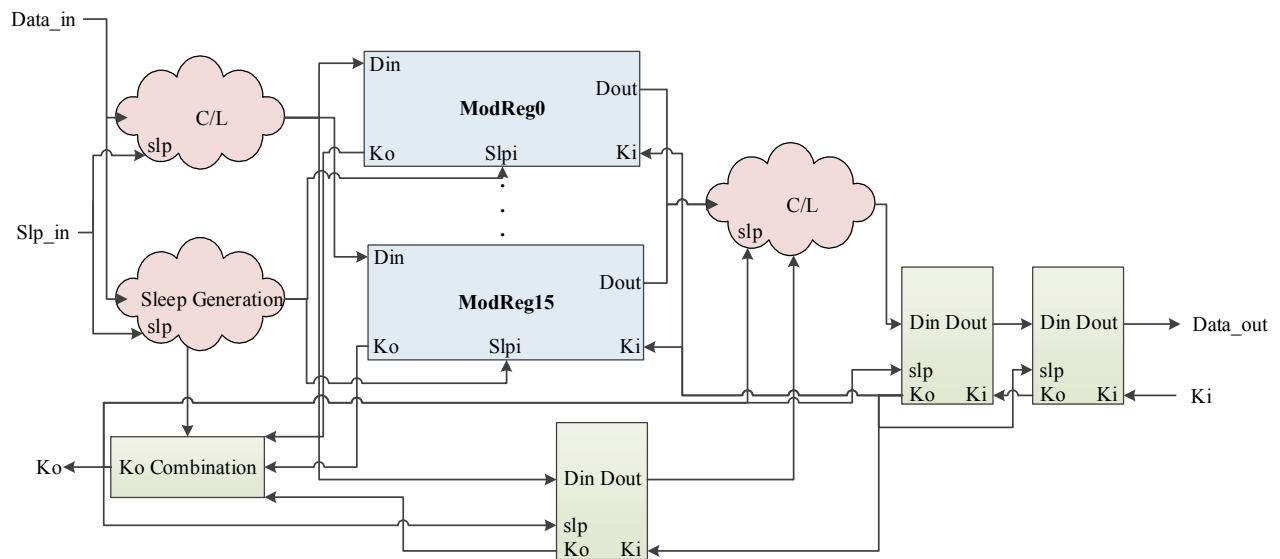 Data_in
C/L
slp
Slp_in
Sleep Generation
slp
Din
Dout
ModReg0
Ko
Slpi
Ki
.
.
.
Din
Dout
ModReg15
Ko
Slpi
Ki
C/L
slp
Din Dout
slp
Ko Ki
Din Dout
slp
Ko Ki
Data_out
Ki
Ko
Ko Combination
Din Dout
slp
Ko Ki